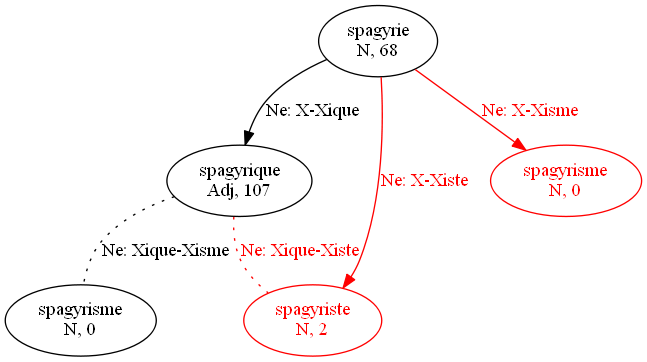 spagyrie
N, 68
Ne: X-Xique
Ne: X-Xisme
spagyrique
Adj, 107
Ne: X-Xiste
spagyrisme
N, 0
Ne: Xique-Xisme
Ne: Xique-Xiste
spagyrisme
N, 0
spagyriste
N, 2